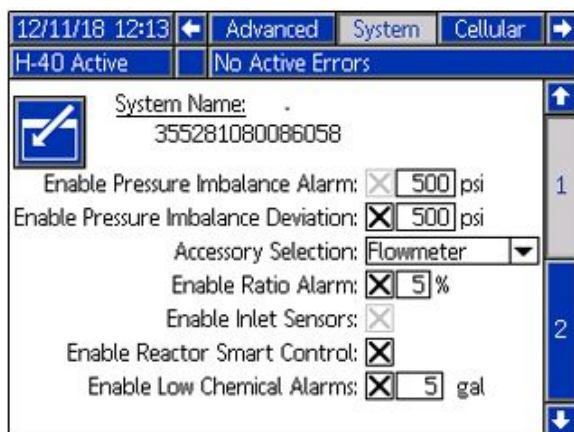 12/11/18 12:13 Advanced System Cellular
H-40 Active No Active Errors
System Name:
355281080086058
Enable Pressure Imbalance Alarm: 500 psi
1
Enable Pressure Imbalance Deviation: 500 psi
Accessory Selection: Flowmeter
Enable Ratio Alarm: 5 %
Enable Inlet Sensors:
2
Enable Reactor Smart Control:
Enable Low Chemical Alarms: 5 gal